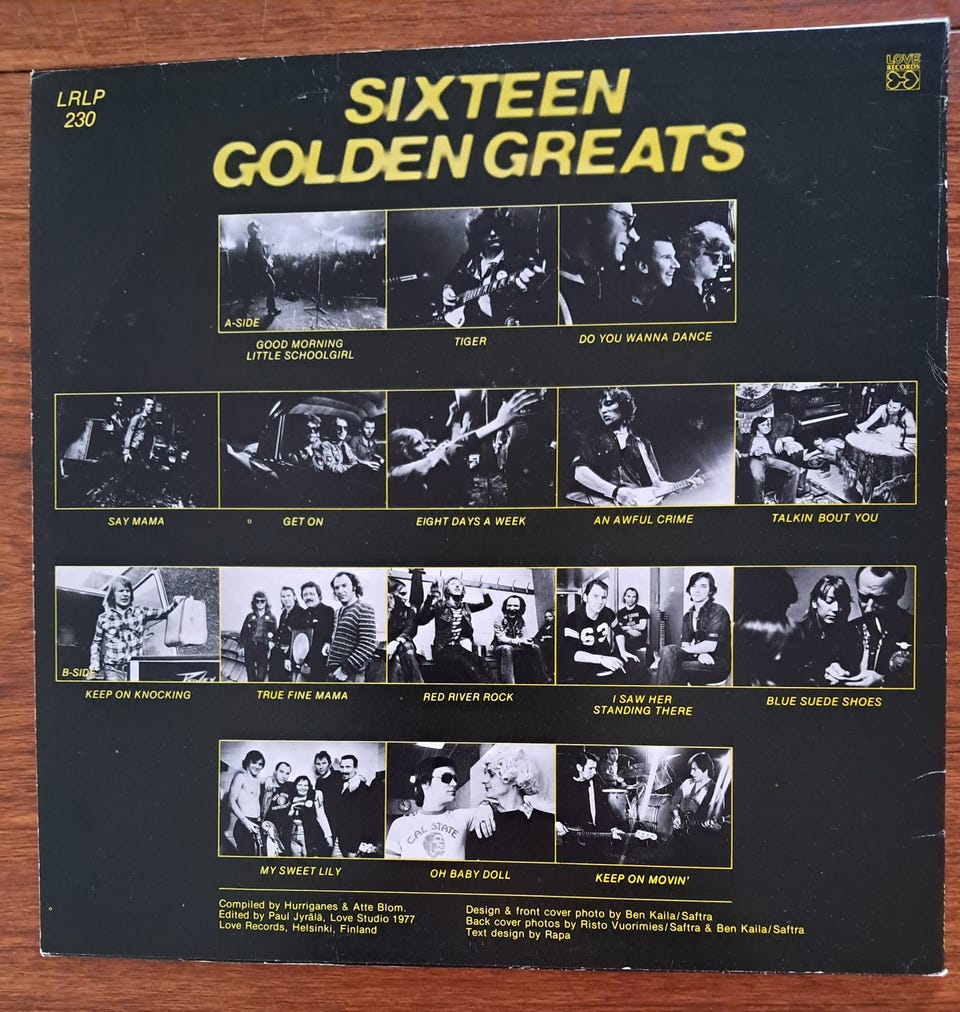 LRLP
230
SIXTEEN
GOLDEN GREATS
LOVE
RECORDS
A-SIDE
GOOD MORNING
LITTLE SCHOOLGIRL
TIGER
DO YOU WANNA DANCE
SAY MAMA
GET ON
EIGHT DAYS A WEEK
AN AWFUL CRIME
TALKIN BOUT YOU
B-SIDE
63
KEEP ON KNOCKING
TRUE FINE MAMA
RED RIVER ROCK
I SAW HER
STANDING THERE
BLUE SUEDE SHOES
CAL STATE
MY SWEET LILY
OH BABY DOLL
KEEP ON MOVIN'
Compiled by Hurriganes & Atte Blom.
Edited by Paul Jyrälä, Love Studio 1977
Love Records, Helsinki, Finland
Design & front cover photo by Ben Kaila/Saftra
Back cover photos by Risto Vuorimies/Saftra & Ben Kaila/Saftra
Text design by Rapa